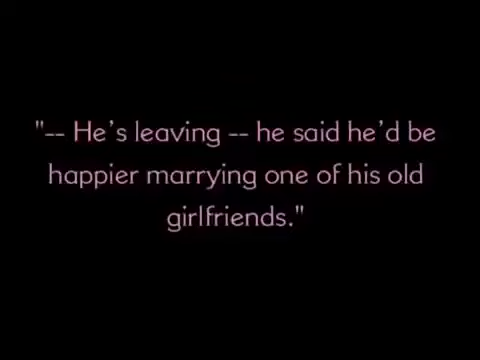 "-- He's leaving -- he said he'd be
happier marrying one of his old
girlfriends."